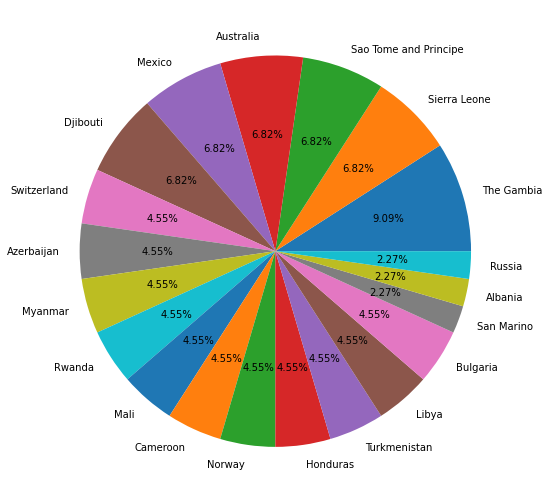 Australia
Sao Tome and Principe
Mexico
Sierra Leone
Djibouti
6.82%
6.82%
6.82%
6.82%
6.82%
Switzerland
4.55%
9.09%
The Gambia
Azerbaijan
4.55%
2.27%
Russia
Myanmar
4.55%
2.27%
Albania
2.27%
San Marino
Rwanda
4.55%
4.55%
Bulgaria
Mali
4.55%
4.55%
Libya
Cameroon
4.55%
4.55%
4.55%
4.55%
Turkmenistan
Norway
Honduras